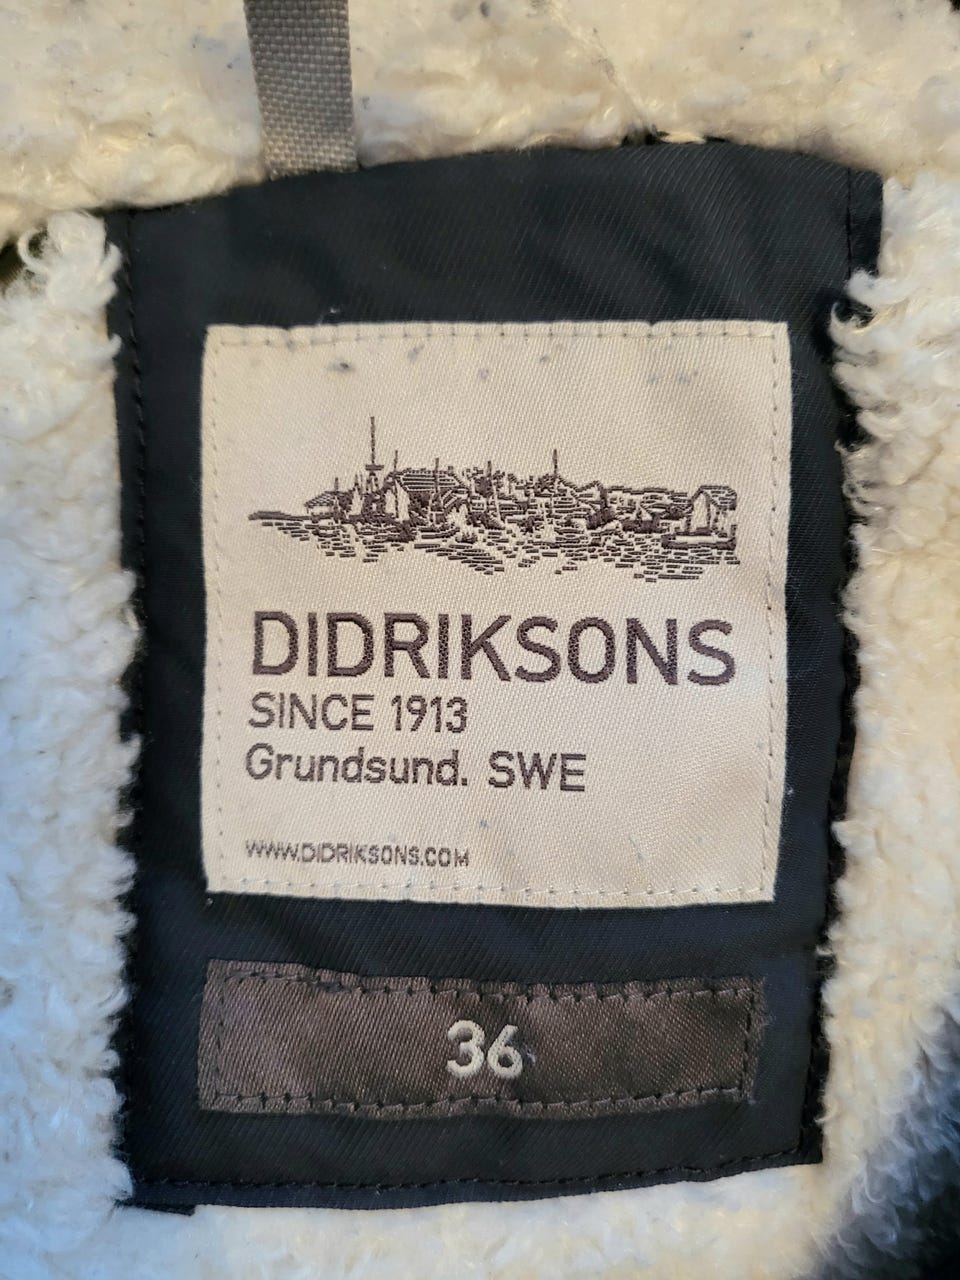 DIDRIKSONS
SINCE 1913
Grundsund. SWE
WWW.DIDRIKSONS.COM
36